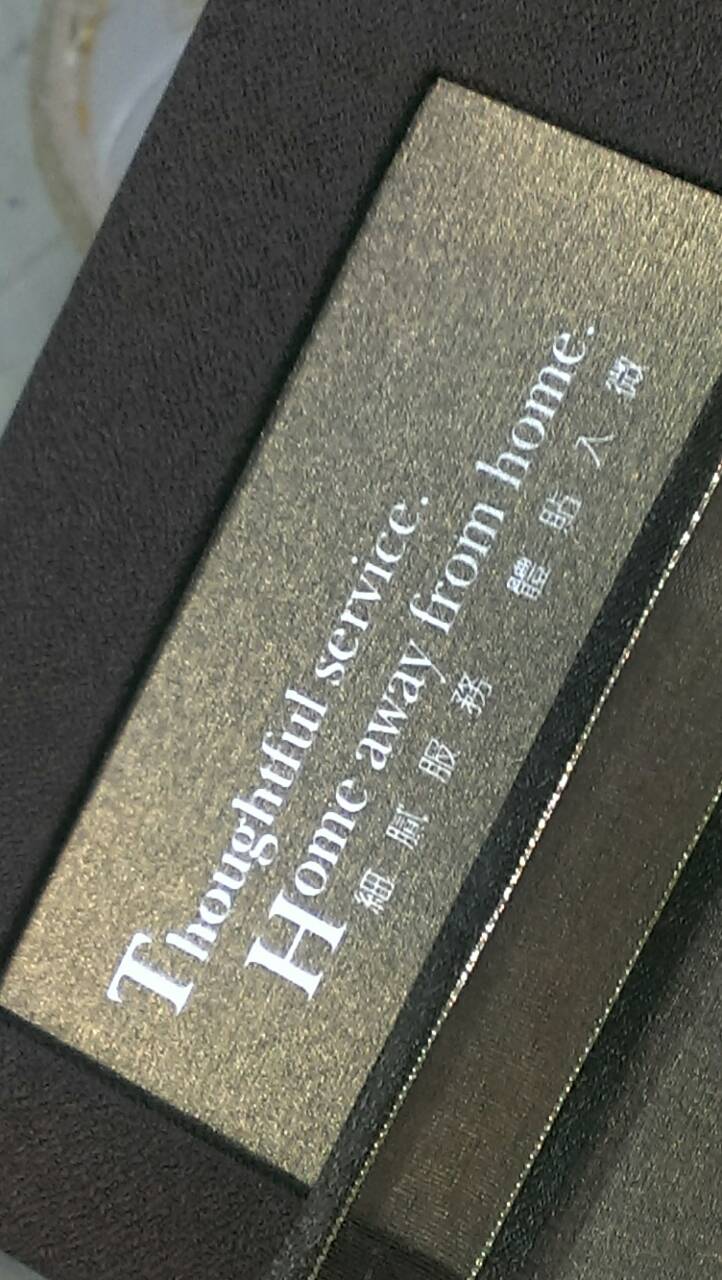 Thoughtful service.
Home away from home.
細膩服務 體貼入微